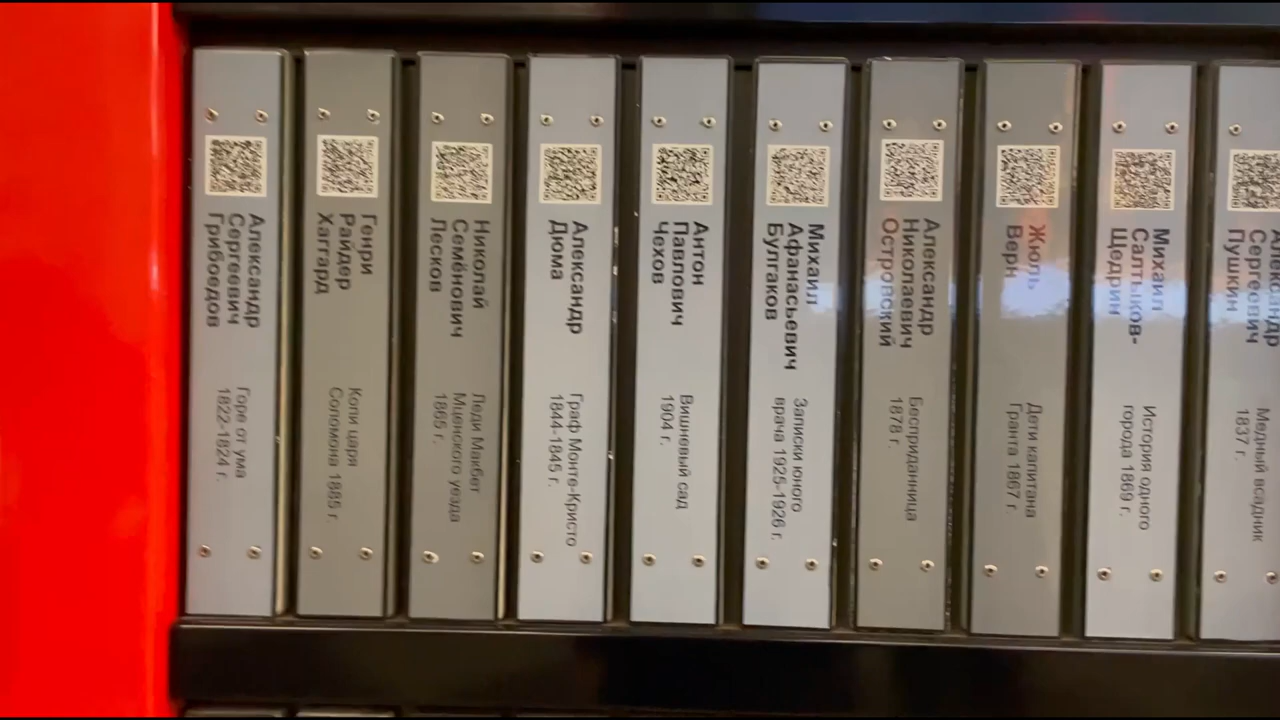 Александр
Сергеевич
Грибоедов
Горе от ума
1822-1824 г.
Генри
Райдер
Хаггард
Копи царя
Соломона 1885 г.
Николай
Семёнович
Лесков
Леди Макбет
Мценского уезда
1865 г.
Александр
Дюма
Граф Монте-Кристо
1844-1845 г.
Антон
Павлович
Чехов
Вишневый сад
1904 г.
Михаил
Афанасьевич
Булгаков
Записки юного
врача 1925-1926 г.
Александр
Николаевич
Островский
Бесприданница
1878 г.
Жюль
Верн
Дети капитана
Гранта 1867 г.
Михаил
Салтыков-
Щедрин
История одного
города 1869 г.
Александр
Сергеевич
Пушкин
Медный всадник
1837 г.